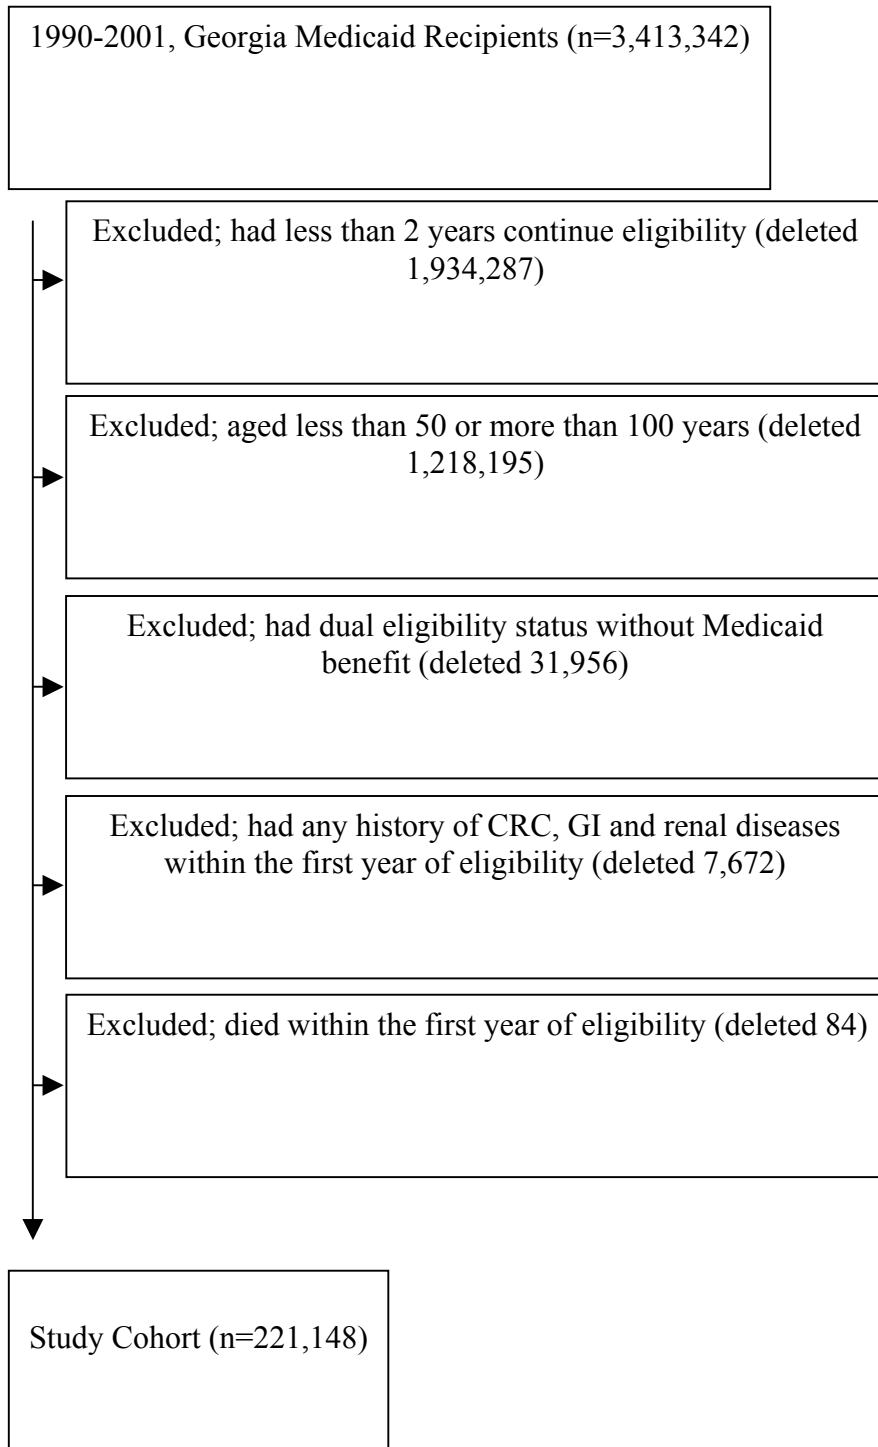 1990-2001, Georgia Medicaid Recipients (n=3,413,342)
Excluded; had less than 2 years continue eligibility (deleted
1,934,287)
Excluded; aged less than 50 or more than 100 years (deleted
1,218,195)
Excluded; had dual eligibility status without Medicaid
benefit (deleted 31,956)
Excluded; had any history of CRC, GI and renal diseases
within the first year of eligibility (deleted 7,672)
Excluded; died within the first year of eligibility (deleted 84)
Study Cohort (n=221,148)